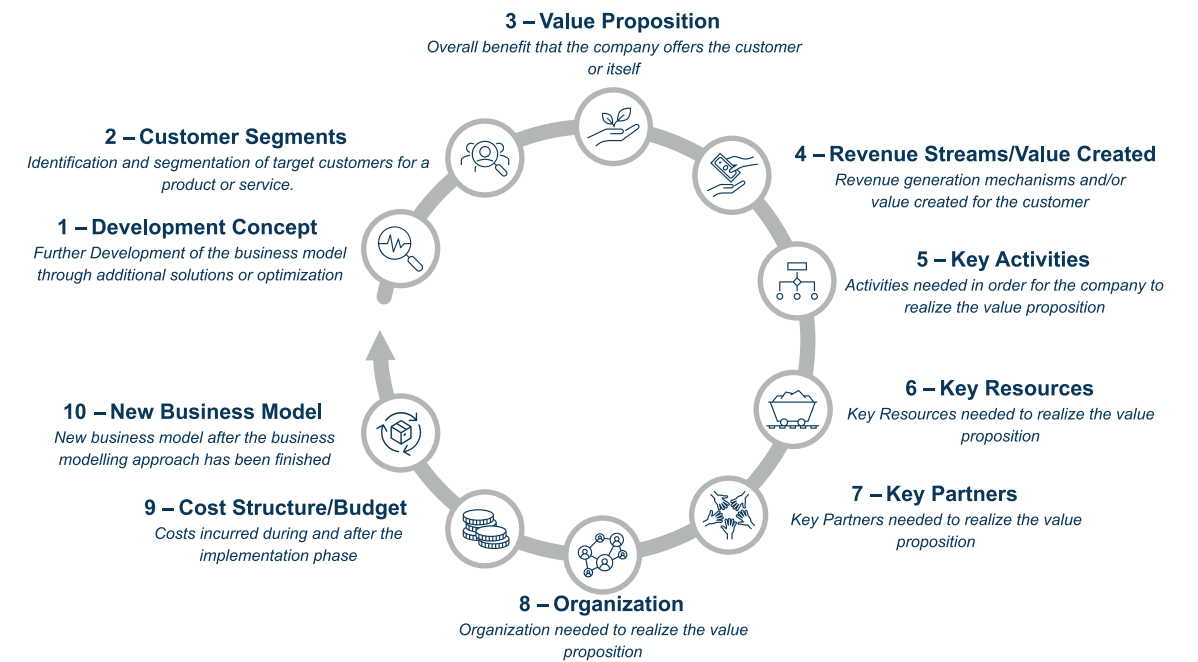 3 – Value Proposition
Overall benefit that the company offers the customer
or itself
2 – Customer Segments
Identification and segmentation of target customers for a
product or service.
4 – Revenue Streams/Value Created
Revenue generation mechanisms and/or
value created for the customer
1 – Development Concept
Further Development of the business model
through additional solutions or optimization
5 – Key Activities
Activities needed in order for the company to
realize the value proposition
6 – Key Resources
Key Resources needed to realize the value
proposition
10 – New Business Model
New business model after the business
modelling approach has been finished
7 – Key Partners
Key Partners needed to realize the value
proposition
9 – Cost Structure/Budget
Costs incurred during and after the
implementation phase
8 – Organization
Organization needed to realize the value
proposition